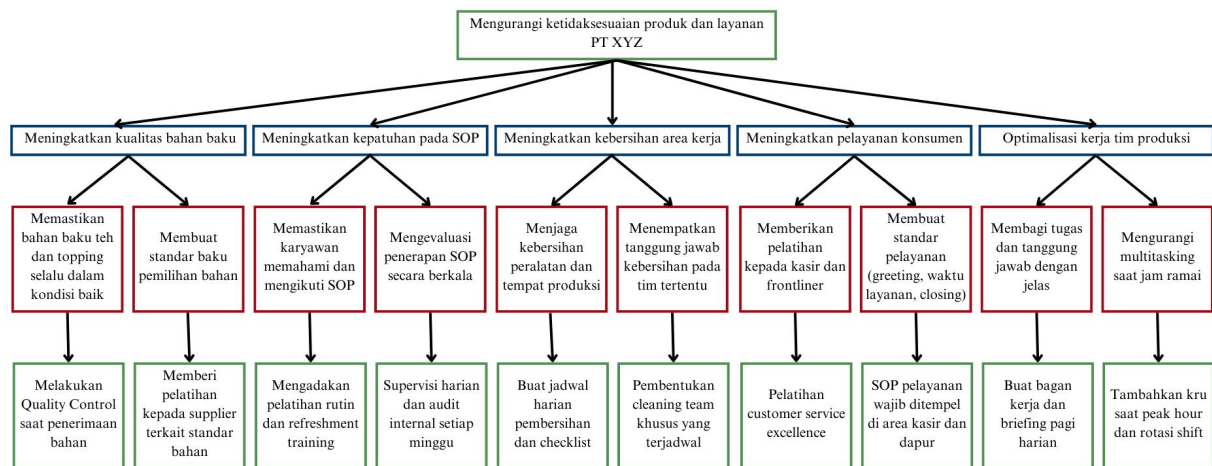 Mengurangi ketidaksesuaian produk dan layanan
PT XYZ
Meningkatkan kualitas bahan baku
Meningkatkan kepatuhan pada SOP
Meningkatkan kebersihan area kerja
Meningkatkan pelayanan konsumen
Optimalisasi kerja tim produksi
Memastikan
bahan baku teh
dan topping
selalu dalam
kondisi baik
Membuat
standar baku
pemilihan bahan
Memastikan
karyawan
memahami dan
mengikuti SOP
Mengevaluasi
penerapan SOP
secara berkala
Menjaga
kebersihan
peralatan dan
tempat produksi
Menempatkan
tanggung jawab
kebersihan pada
tim tertentu
Memberikan
pelatihan
kepada kasir dan
frontliner
Membuat
standar
pelayanan
(greeting, waktu
layanan, closing)
Membagi tugas
dan tanggung
jawab dengan
jelas
Mengurangi
multitasking
saat jam ramai
Melakukan
Quality Control
saat penerimaan
bahan
Memberi
pelatihan
kepada supplier
terkait standar
bahan
Mengadakan
pelatihan rutin
dan refreshment
training
Supervisi harian
dan audit
internal setiap
minggu
Buat jadwal
harian
pembersihan
dan checklist
Pembentukan
cleaning team
khusus yang
terjadwal
Pelatihan
customer service
excellence
SOP pelayanan
wajib ditempel
di area kasir dan
dapur
Buat bagan
kerja dan
briefing pagi
harian
Tambahkan kru
saat peak hour
dan rotasi shift